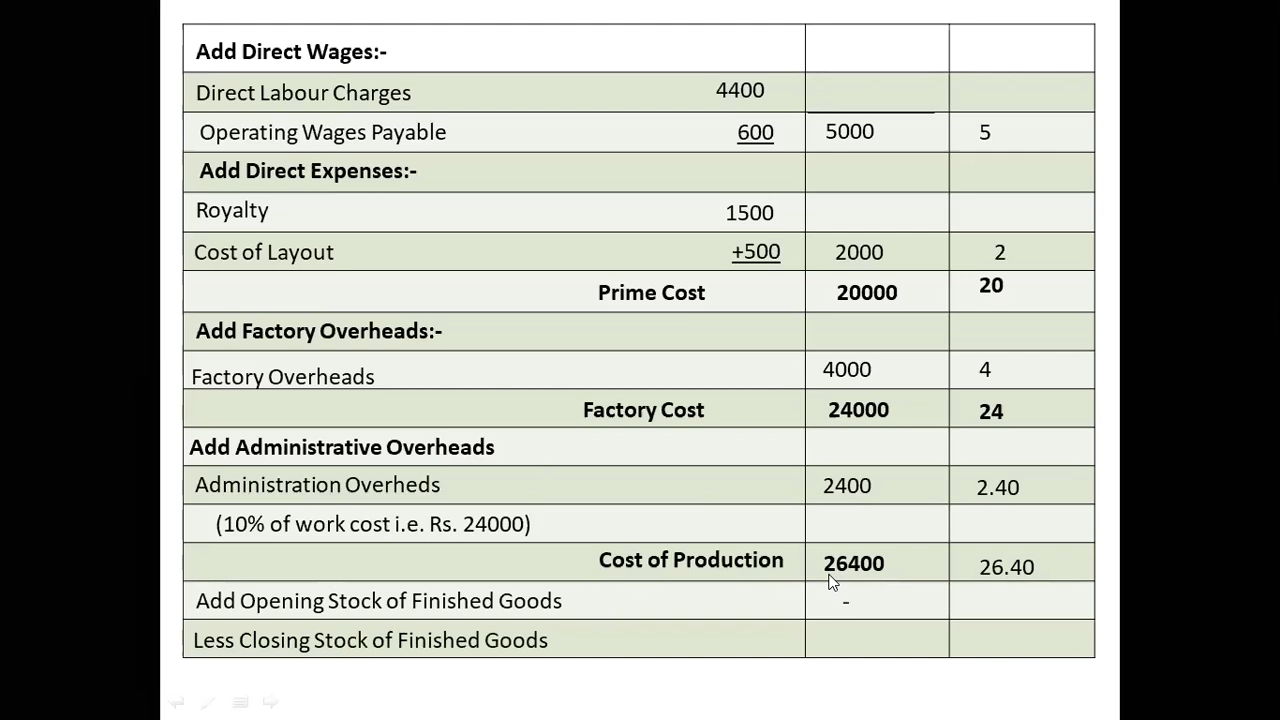 Add Direct Wages:-
Direct Labour Charges 4400
Operating Wages Payable 600 5000 5
Add Direct Expenses:-
Royalty 1500
Cost of Layout +500 2000 2
Prime Cost 20000 20
Add Factory Overheads:-
Factory Overheads 4000 4
Factory Cost 24000 24
Add Administrative Overheads
Administration Overheds 2400 2.40
(10% of work cost i.e. Rs. 24000)
Cost of Production 26400 26.40
Add Opening Stock of Finished Goods -
Less Closing Stock of Finished Goods